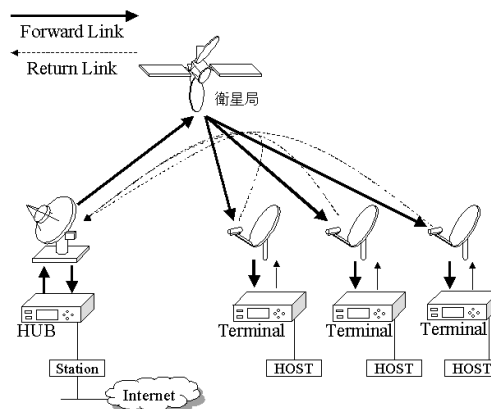 Forward Link
Return Link
衛星局
HUB
Terminal
Terminal
Terminal
Station
HOST
HOST
HOST
Internet